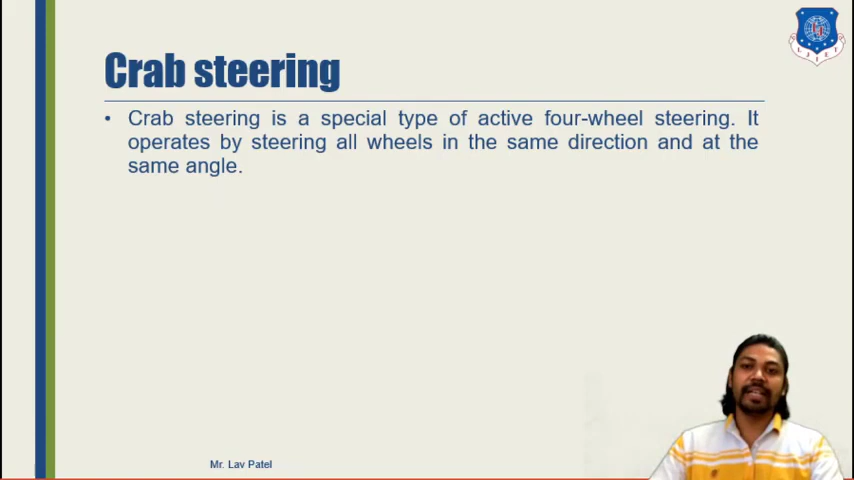 Crab steering
• Crab steering is a special type of active four-wheel steering. It
operates by steering all wheels in the same direction and at the
same angle.
Mr. Lav Patel